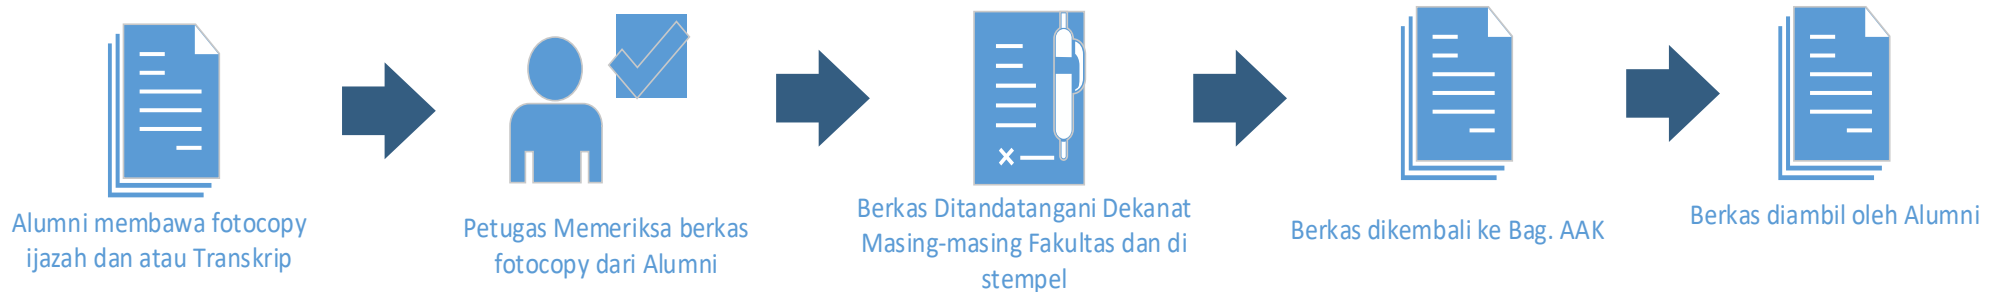 Alumni membawa fotocopy
ijazah dan atau Transkrip
Petugas Memeriksa berkas
fotocopy dari Alumni
Berkas Ditandatangani Dekanat
Masing-masing Fakultas dan di
stempel
Berkas dikembali ke Bag. AAK
Berkas diambil oleh Alumni